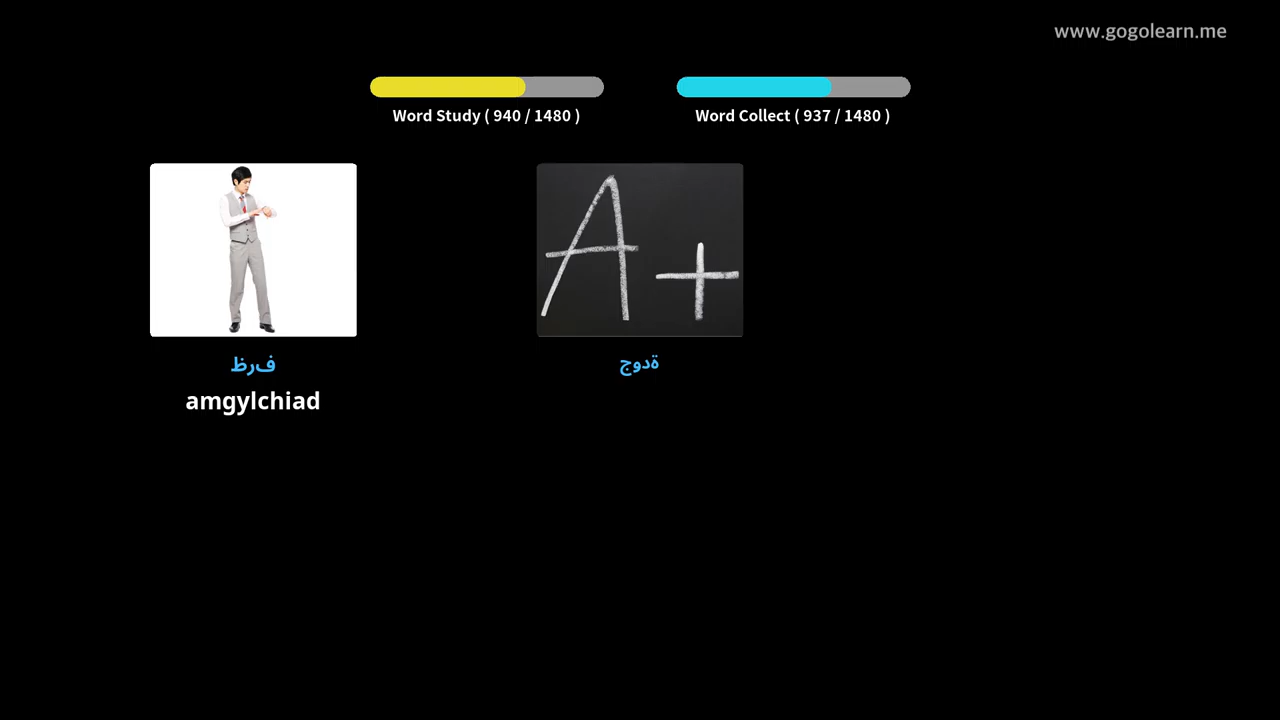 www.gogolearn.me
Word Study ( 940 / 1480 )
Word Collect ( 937 / 1480 )
A+
ظرف
جودة
amgylchiad